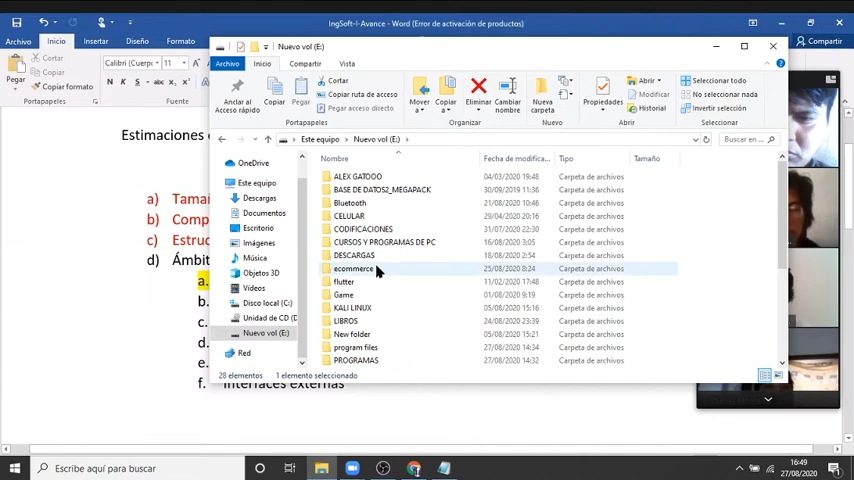 IngSoft-I-Avance - Word (Error de activación de productos)
Archivo Inicio Insertar Diseño Formato Compartir
Pegar
Cortar
Copiar
Copiar formato
Portapapeles
Calibri (Cuerpo) 11
N K S abc x
Fuente
Estimaciones
a)
b)
c)
d) Ámbit
a.
b.
c.
d.
e.
f. Interfaces externas
Nuevo vol (E:)
Archivo Inicio Compartir Vista
Anclar al Acceso rápido
Copiar
Pegar
Cortar
Copiar ruta de acceso
Pegar acceso directo
Portapapeles
Mover a
Copiar a
Eliminar
Cambiar nombre
Organizar
Nueva carpeta
Nuevo
Propiedades
Abrir
Modificar
Historial
Abrir
Seleccionar todo
No seleccionar nada
Invertir selección
Seleccionar
Este equipo Nuevo vol (E:)
Buscar en ...
OneDrive
Este equipo
Descargas
Documentos
Escritorio
Imágenes
Música
Objetos 3D
Vídeos
Disco local (C:)
Unidad de CD (D
Nuevo vol (E:)
Red
Nombre Fecha de modifica... Tipo Tamaño
ALEX GATOOO 04/03/2020 19:48 Carpeta de archivos
BASE DE DATOS2_MEGAPACK 30/09/2019 11:36 Carpeta de archivos
Bluetooth 21/08/2020 10:46 Carpeta de archivos
CELULAR 29/04/2020 20:16 Carpeta de archivos
CODIFICACIONES 31/07/2020 22:30 Carpeta de archivos
CURSOS Y PROGRAMAS DE PC 16/08/2020 3:05 Carpeta de archivos
DESCARGAS 18/08/2020 2:54 Carpeta de archivos
ecommerce 25/08/2020 8:24 Carpeta de archivos
flutter 11/02/2020 17:48 Carpeta de archivos
Game 01/08/2020 9:19 Carpeta de archivos
KALI LINUX 05/08/2020 15:16 Carpeta de archivos
LIBROS 24/08/2020 23:39 Carpeta de archivos
New folder 05/08/2020 15:21 Carpeta de archivos
program files 27/08/2020 14:34 Carpeta de archivos
PROGRAMAS 27/08/2020 14:32 Carpeta de archivos
28 elementos 1 elemento seleccionado
Escribe aquí para buscar
16:49
27/08/2020